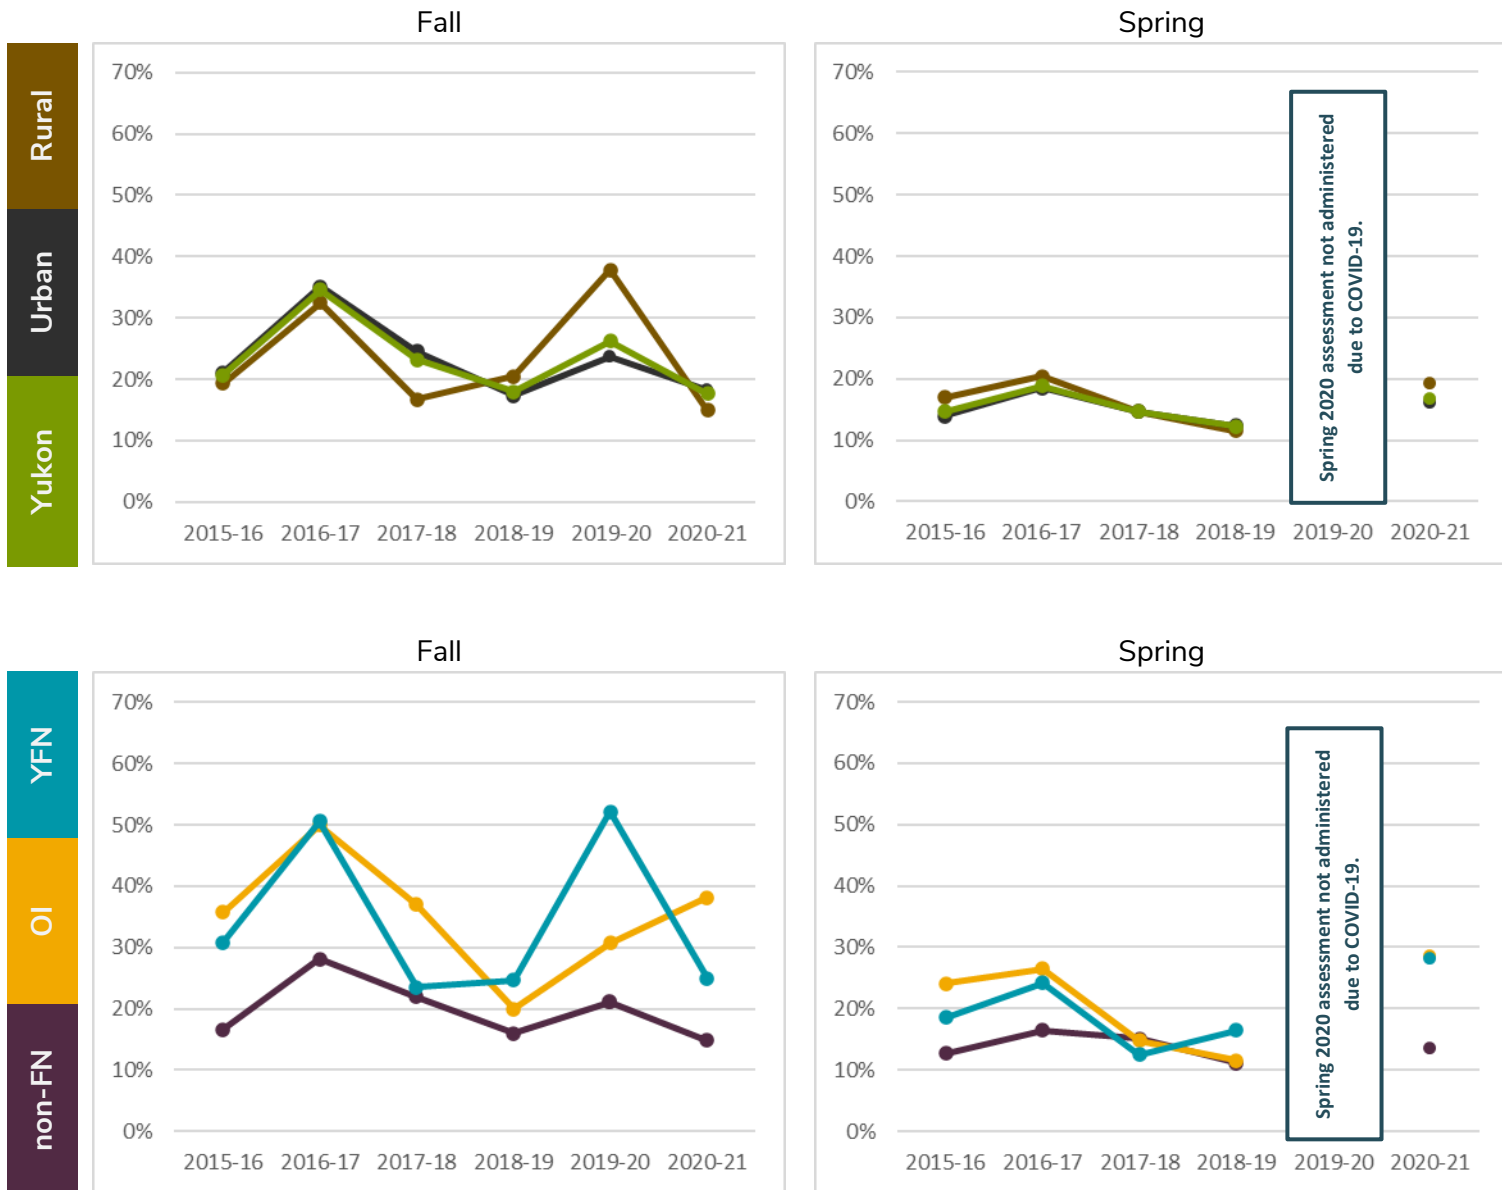 Fall
Spring
Rural
Urban
Yukon
70%
60%
50%
40%
30%
20%
10%
0%
2015-16 2016-17 2017-18 2018-19 2019-20 2020-21
70%
60%
50%
40%
30%
20%
10%
0%
2015-16 2016-17 2017-18 2018-19 2019-20 2020-21
Spring 2020 assessment not administered
due to COVID-19.
Fall
Spring
YFN
OI
non-FN
70%
60%
50%
40%
30%
20%
10%
0%
2015-16 2016-17 2017-18 2018-19 2019-20 2020-21
70%
60%
50%
40%
30%
20%
10%
0%
2015-16 2016-17 2017-18 2018-19 2019-20 2020-21
Spring 2020 assessment not administered
due to COVID-19.